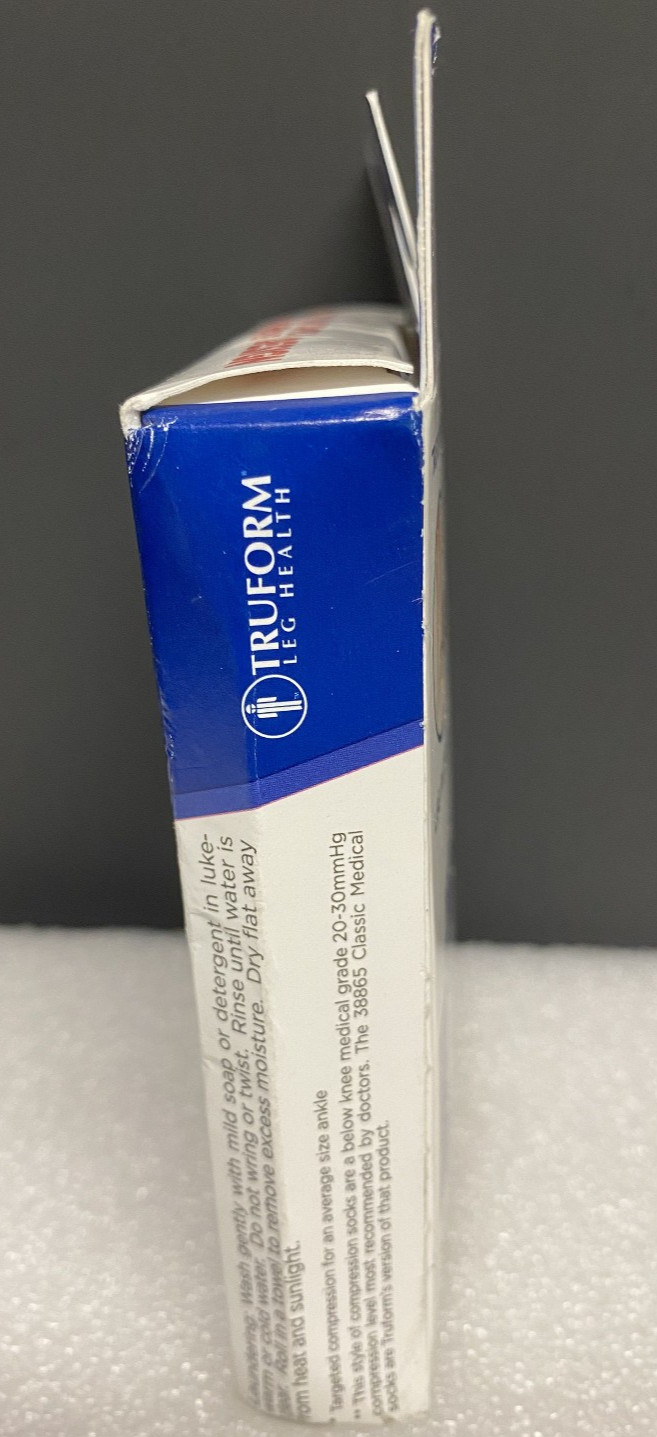 TRUFORM
LEG HEALTH
Laundering: Wash gently with mild soap or detergent in luke-
warm or cold water. Do not wring or twist. Rinse until water is
clear. Roll in a towel to remove excess moisture. Dry flat away
from heat and sunlight.
* Targeted compression for an average size ankle
** This style of compression socks are a below knee medical grade 20-30mmHg
compression level most recommended by doctors. The 38865 Classic Medical
socks are Truform's version of that product.